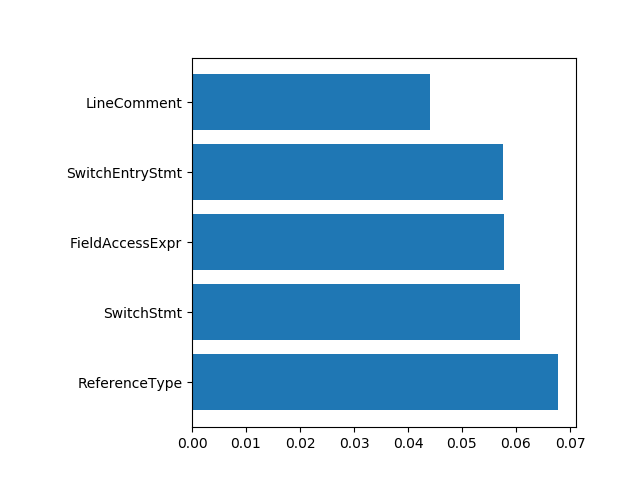 LineComment
SwitchEntryStmt
FieldAccessExpr
SwitchStmt
ReferenceType
0.00 0.01 0.02 0.03 0.04 0.05 0.06 0.07